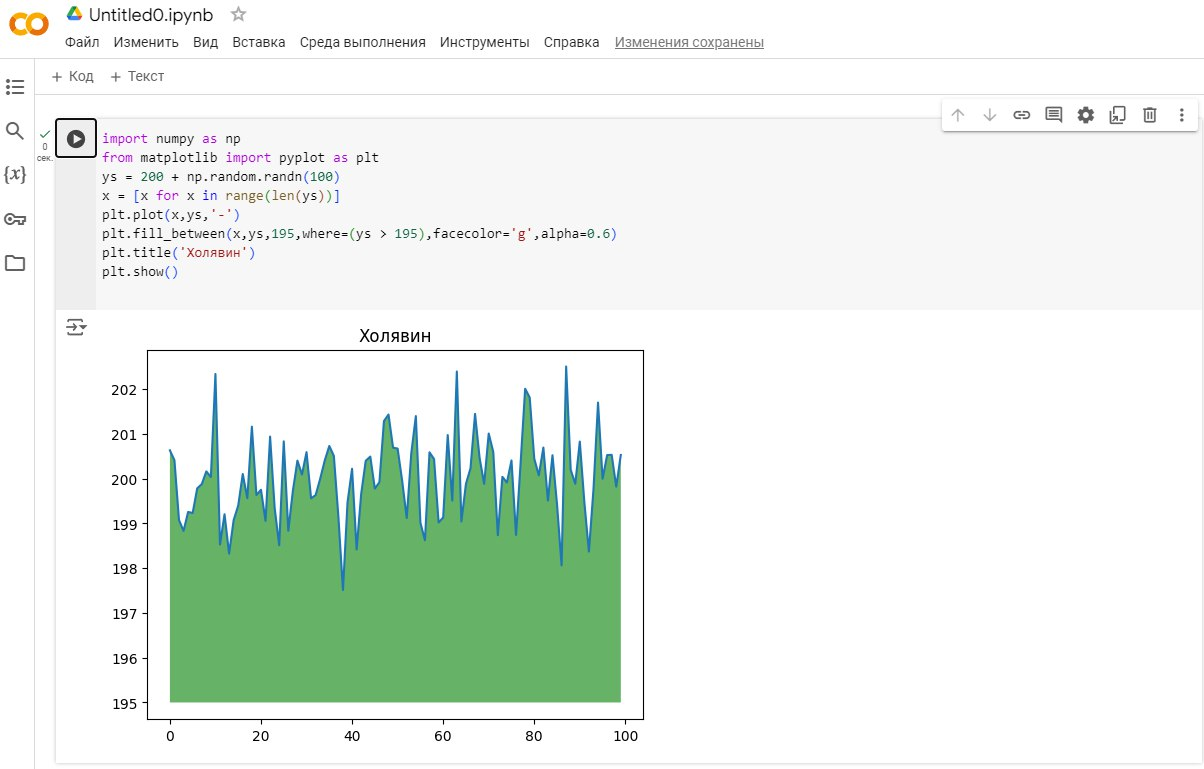 Untitled0.ipynb
Файл Изменить Вид Вставка Среда выполнения Инструменты Справка Изменения сохранены
+ Код + Текст
0
сек.
{x}
import numpy as np
from matplotlib import pyplot as plt
ys = 200 + np.random.randn(100)
x = [x for x in range(len(ys))]
plt.plot(x,ys,'-')
plt.fill_between(x,ys,195,where=(ys > 195),facecolor='g',alpha=0.6)
plt.title('Холявин')
plt.show()
Холявин
202
201
200
199
198
197
196
195
0 20 40 60 80 100